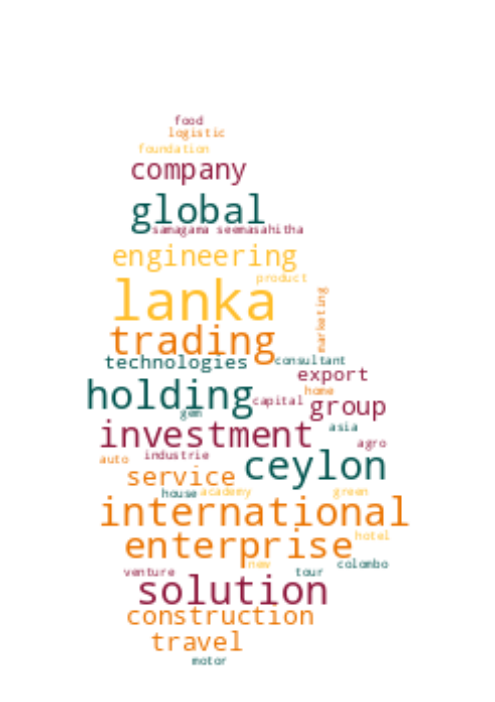 food
logistic
foundation
company
global
samagama seemasahitha
engineering
product
lanka
marketing
trading
technologies consultant
export
holding capital home
gem group
investment asia
auto industrie agro
service ceylon
house academy green
international
enterprise hotel
new colombo
venture tour
solution
construction
travel
motor